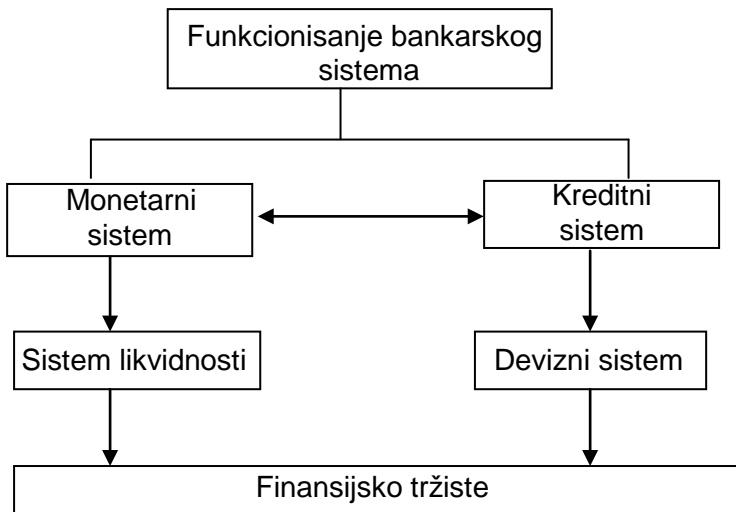 Funkcionisanje bankarskog
sistema
Monetarni
sistem
Kreditni
sistem
Sistem likvidnosti
Devizni sistem
Finansijsko tržiste